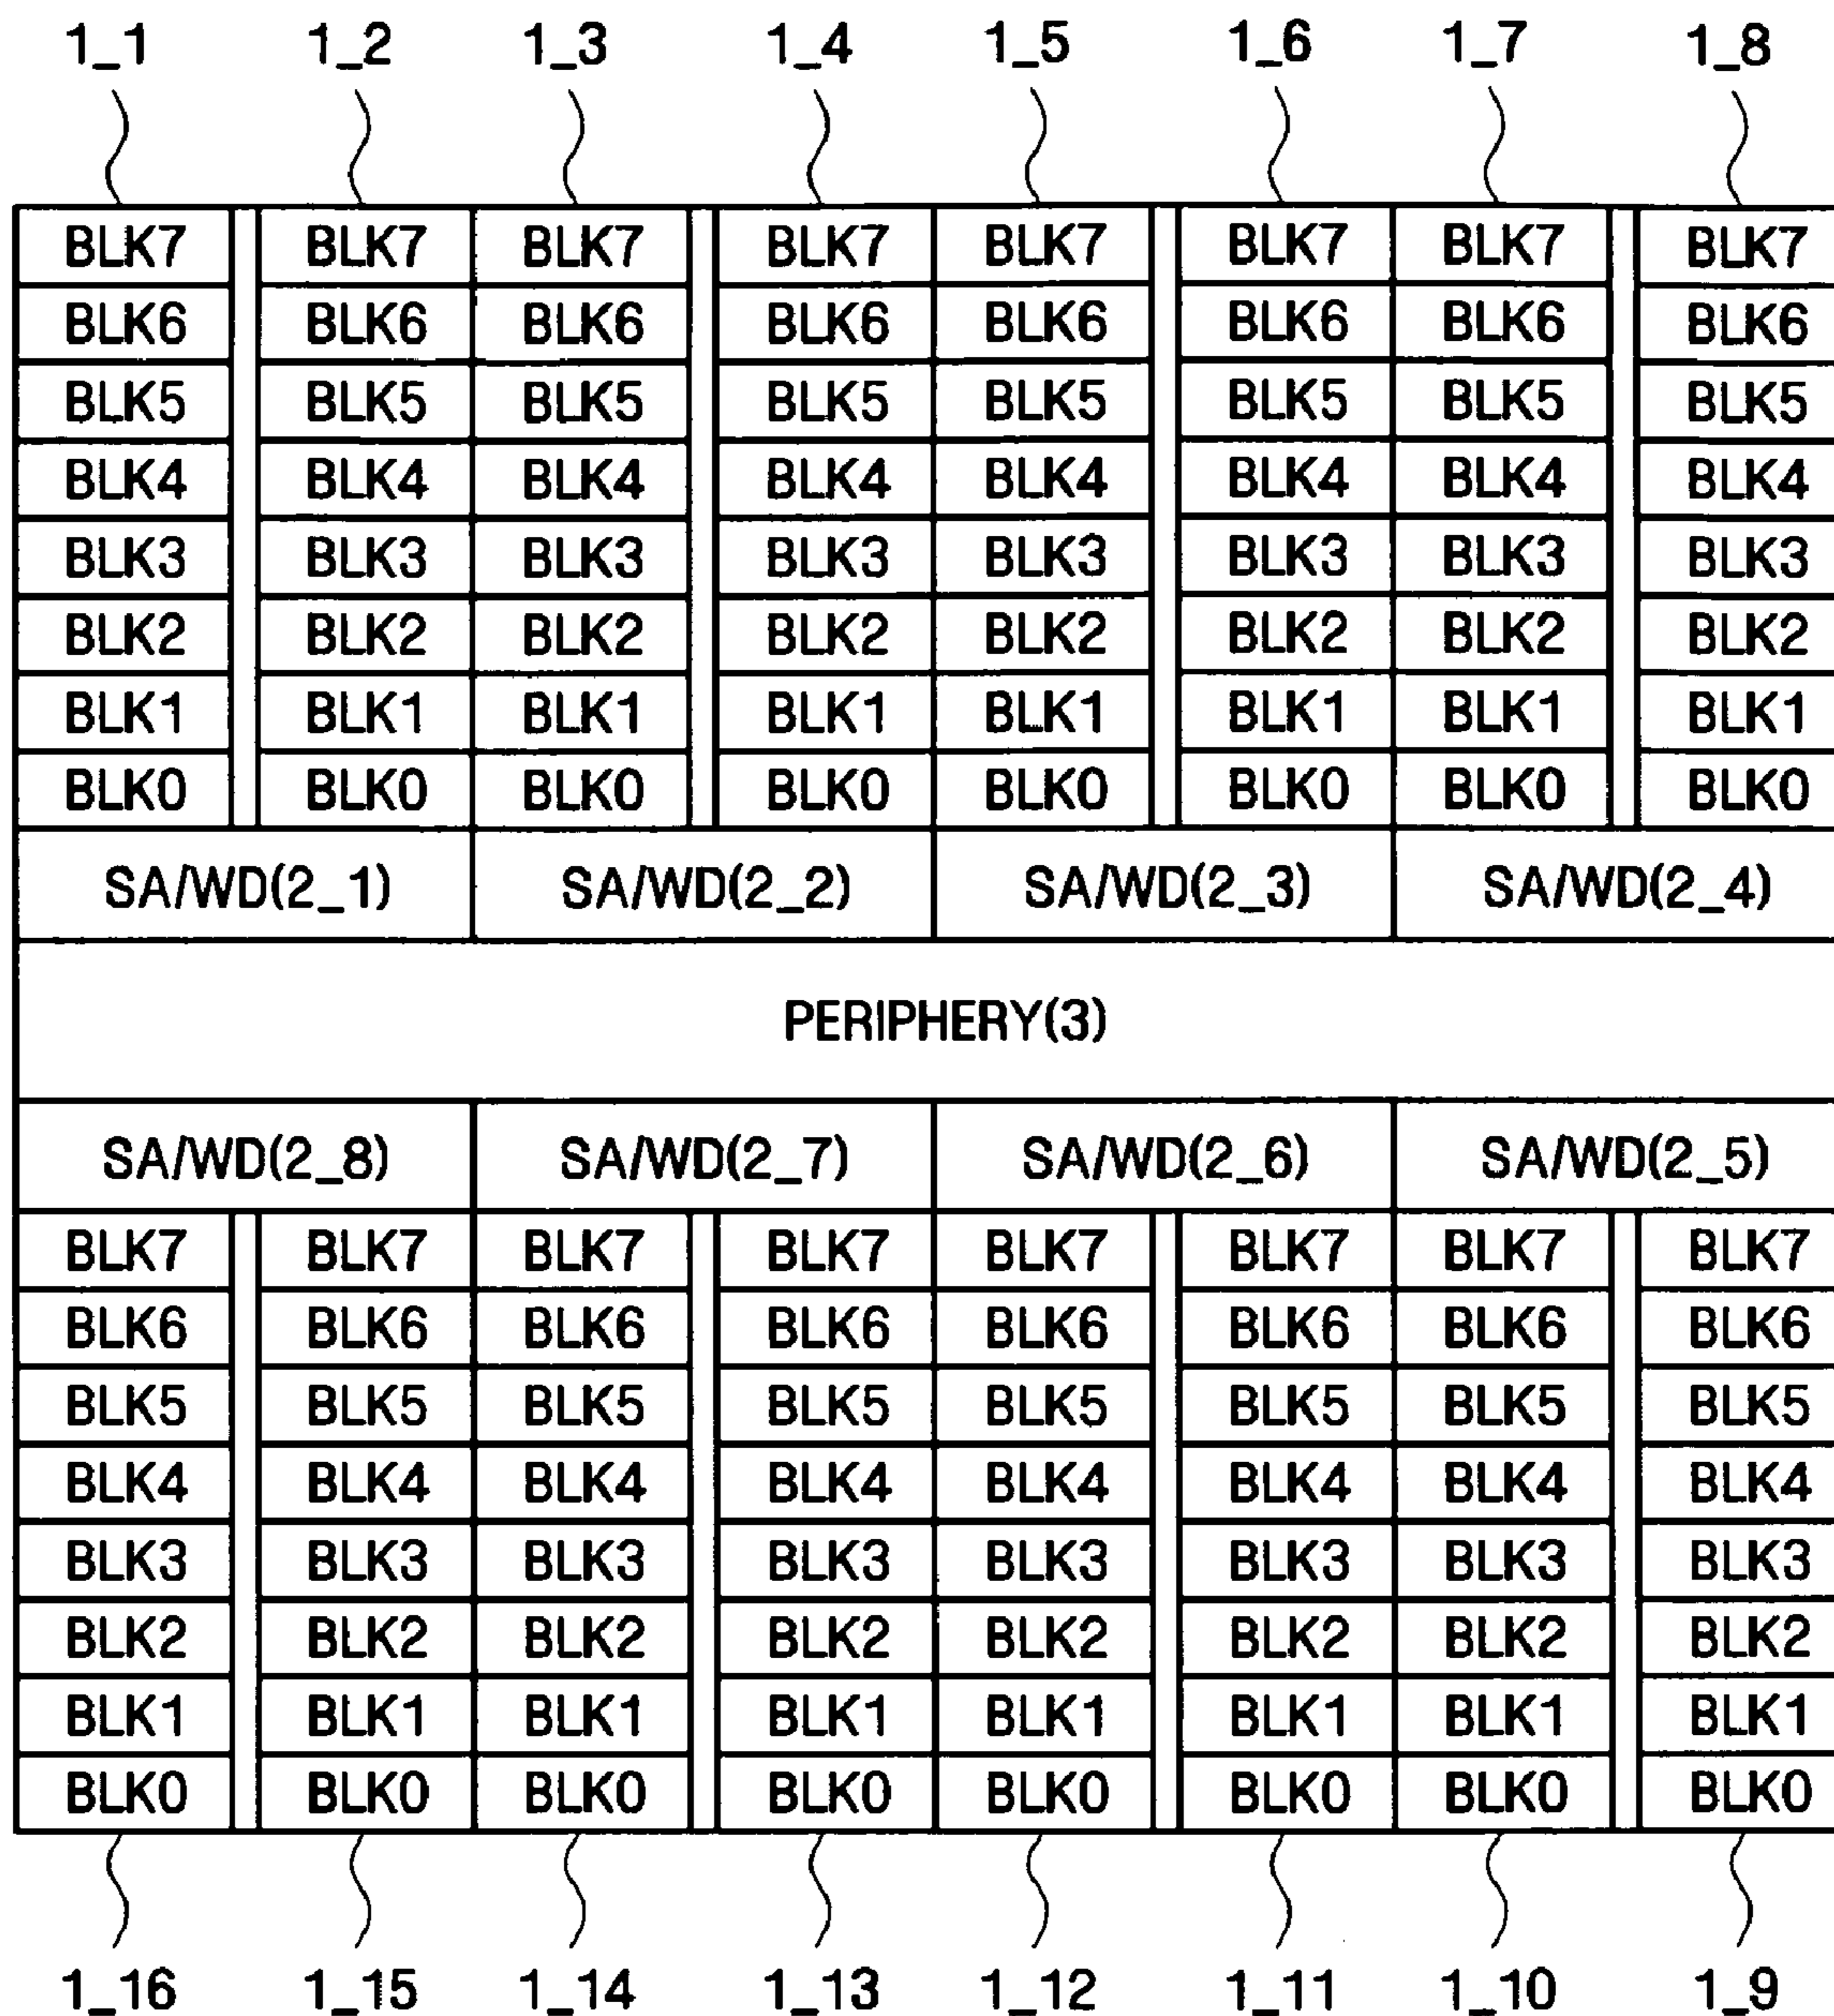 1_1 1_2 1_3 1_4 1_5 1_6 1_7 1_8
BLK7 BLK7 BLK7 BLK7 BLK7 BLK7 BLK7 BLK7
BLK6 BLK6 BLK6 BLK6 BLK6 BLK6 BLK6 BLK6
BLK5 BLK5 BLK5 BLK5 BLK5 BLK5 BLK5 BLK5
BLK4 BLK4 BLK4 BLK4 BLK4 BLK4 BLK4 BLK4
BLK3 BLK3 BLK3 BLK3 BLK3 BLK3 BLK3 BLK3
BLK2 BLK2 BLK2 BLK2 BLK2 BLK2 BLK2 BLK2
BLK1 BLK1 BLK1 BLK1 BLK1 BLK1 BLK1 BLK1
BLK0 BLK0 BLK0 BLK0 BLK0 BLK0 BLK0 BLK0
SA/WD(2_1) SA/WD(2_2) SA/WD(2_3) SA/WD(2_4)
PERIPHERY(3)
SA/WD(2_8) SA/WD(2_7) SA/WD(2_6) SA/WD(2_5)
BLK7 BLK7 BLK7 BLK7 BLK7 BLK7 BLK7 BLK7
BLK6 BLK6 BLK6 BLK6 BLK6 BLK6 BLK6 BLK6
BLK5 BLK5 BLK5 BLK5 BLK5 BLK5 BLK5 BLK5
BLK4 BLK4 BLK4 BLK4 BLK4 BLK4 BLK4 BLK4
BLK3 BLK3 BLK3 BLK3 BLK3 BLK3 BLK3 BLK3
BLK2 BLK2 BLK2 BLK2 BLK2 BLK2 BLK2 BLK2
BLK1 BLK1 BLK1 BLK1 BLK1 BLK1 BLK1 BLK1
BLK0 BLK0 BLK0 BLK0 BLK0 BLK0 BLK0 BLK0
1_16 1_15 1_14 1_13 1_12 1_11 1_10 1_9